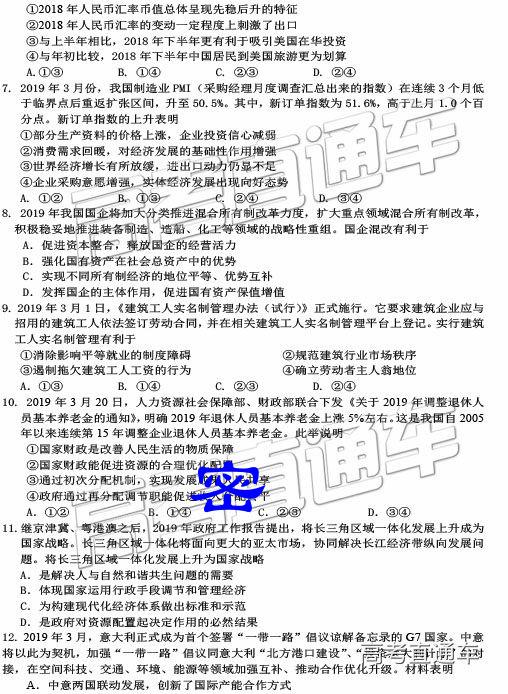 ①2018 年人民币汇率币值总体呈现先稳后升的特征
②2018 年人民币汇率的变动一定程度上刺激了出口
③与上半年相比，2018 年下半年更有利于吸引美国在华投资
④与年初比较，2018 年下半年中国居民到美国旅游更为划算
A. ①③ B. ①④ C. ②③ D. ②④
7. 2019 年 3 月份，我国制造业 PMI（采购经理月度调查汇总出来的指数）在连续 3 个月低
于临界点后重返扩张区间，升至 50.5%。其中，新订单指数为 51.6%，高于上月 1.0 个百
分点。新订单指数的上升表明
①部分生产资料的价格上涨，企业投资信心减弱
②消费需求回暖，对经济发展的基础性作用增强
③世界经济增长有所放缓，进出口动力仍显不足
④企业采购意愿增强，实体经济发展出现向好态势
A. ①② B. ①③ C. ②④ D. ③④
8. 2019 年我国国企将加大分类推进混合所有制改革力度，扩大重点领域混合所有制改革，
积极稳妥地推进装备制造、造船、化工等领域的战略性重组。国企混改有利于
A. 促进资本整合，释放国企的经营活力
B. 强化国有资产在社会总资产中的优势
C. 实现不同所有制经济的地位平等、优势互补
D. 发挥国企的主体作用，促进国有资产保值增值
9. 2019 年 3 月 1 日，《建筑工人实名制管理办法（试行）》正式施行。它要求建筑企业应与
招用的建筑工人依法签订劳动合同，并在相关建筑工人实名制管理平台上登记。实行建筑
工人实名制管理有利于
①消除影响平等就业的制度障碍 ②规范建筑行业市场秩序
③遏制拖欠建筑工人工资的行为 ④确立劳动者主人翁地位
A. ①③ B. ①④ C. ②③ D. ②④
10. 2019 年 3 月 20 日，人力资源社会保障部、财政部联合下发《关于 2019 年调整退休人
员基本养老金的通知》，明确 2019 年退休人员基本养老金上涨 5%左右。这是我国自 2005
年以来连续第 15 年调整企业退休人员基本养老金。此举说明
①国家财政是改善人民生活的物质保障
②国家财政能促进资源的合理优化配
③通过初次分配机制，实现发展 共享
④政府通过再分配调节职能促进 平
A. ①② B. ①④ C. ②③ D. ③④
密
11. 继京津冀、粤港澳之后，2019 年政府工作报告提出，将长三角区域一体化发展上升成为
国家战略。长三角区域一体化将面向更大的亚太市场，协同解决长江经济带纵向发展问
题。将长三角区域一体化发展上升为国家战略
A. 是解决人与自然和谐共生问题的需要
B. 体现国家运用行政手段调节和管理经济
C. 为构建现代化经济体系做出标准和示范
D. 是政府对资源配置起决定作用的必然结果
12. 2019 年 3 月，意大利正式成为首个签署“一带一路”倡议谅解备忘录的 G7 国家。中意
将以此为契机，加强“一带一路”倡议同意大利“北方港口建设”、 对
接，在空间科技、交通、环境、能源等领域加强互补、推动合作优化升级。材料表明
A. 中意两国联动发展，创新了国际产能合作方式
高考直通车
高考直通车
高考直通车